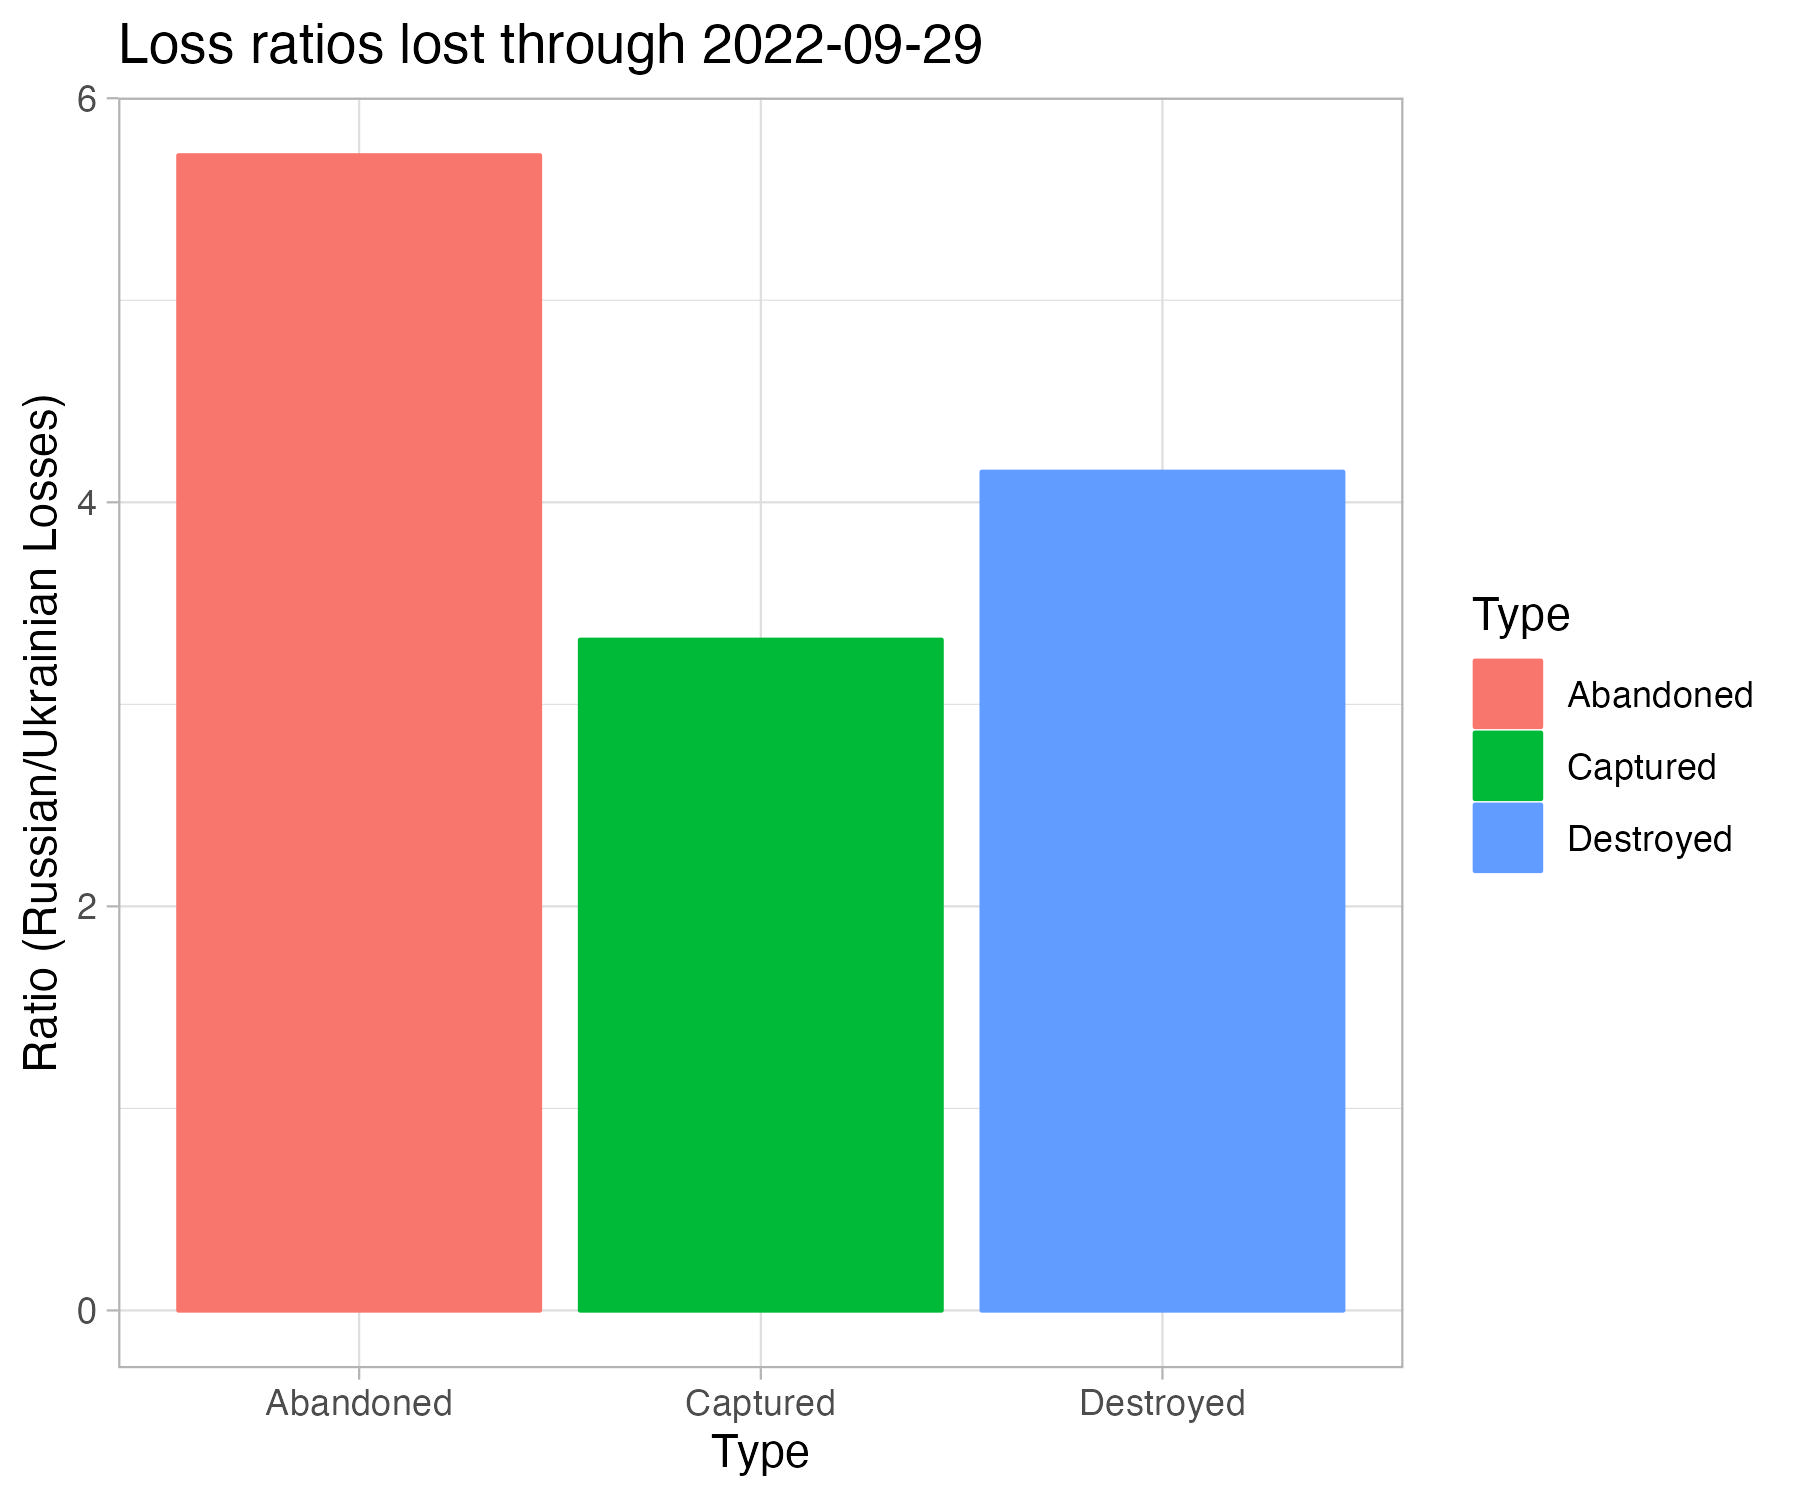 Loss ratios lost through 2022-09-29
6
4
2
0
Ratio (Russian/Ukrainian Losses)
Abandoned
Captured
Destroyed
Type
Type
Abandoned
Captured
Destroyed